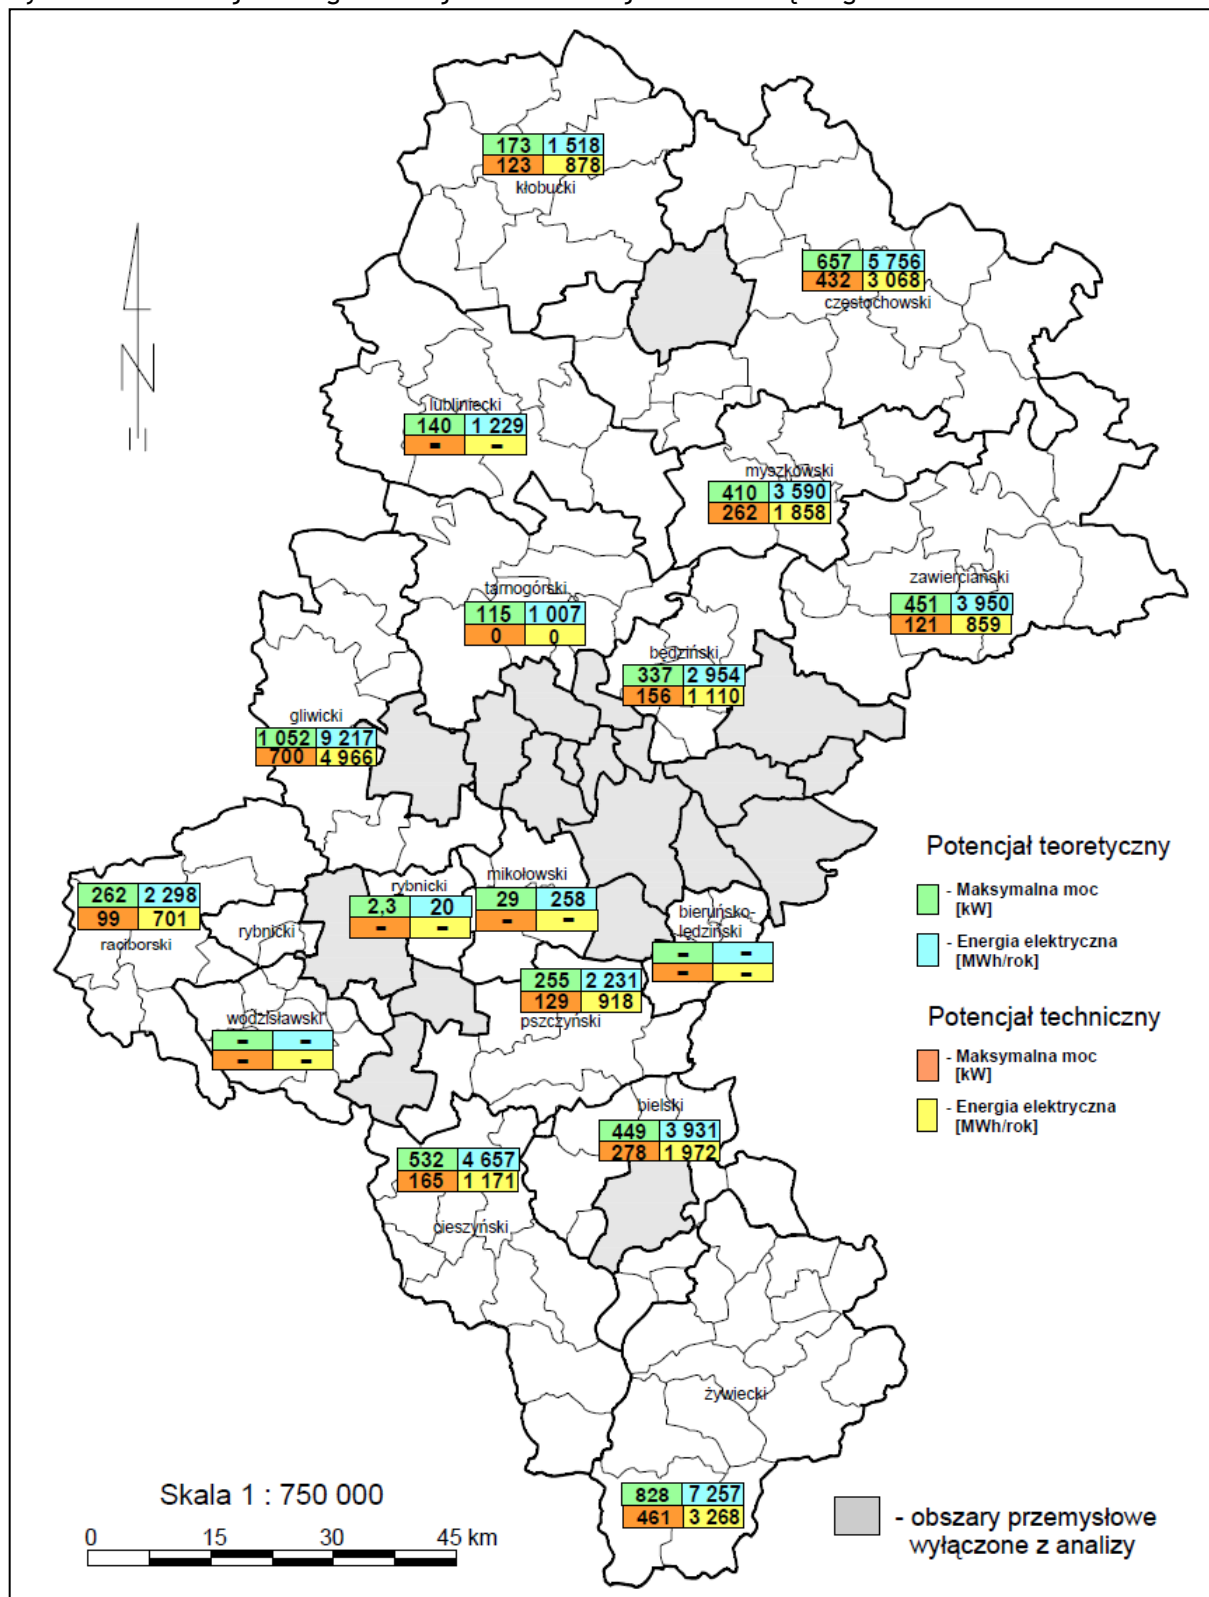 173 1 518
123 878
kłobucki
657 5 756
432 3 068
częstochowski
N
lubliniecki
140 1 229
- -
myszkowski
410 3 590
262 1 858
zawierciański
451 3 950
121 859
tarnogórski
115 1 007
0 0
będziński
337 2 954
156 1 110
gliwicki
1 052 9 217
700 4 966
Potencjał teoretyczny
- Maksymalna moc
[kW]
- Energia elektryczna
[MWh/rok]
Potencjał techniczny
- Maksymalna moc
[kW]
- Energia elektryczna
[MWh/rok]
262 2 298
99 701
raciborski
rybnicki
rybnicki
2,3 20
- -
mikołowski
29 258
- -
bieruńsko-
lędziński
- -
- -
255 2 231
129 918
pszczyński
wodzisławski
- -
- -
bielski
449 3 931
278 1 972
532 4 657
165 1 171
cieszyński
żywiecki
828 7 257
461 3 268
Skala 1 : 750 000
0 15 30 45 km
- obszary przemysłowe
wyłączone z analizy